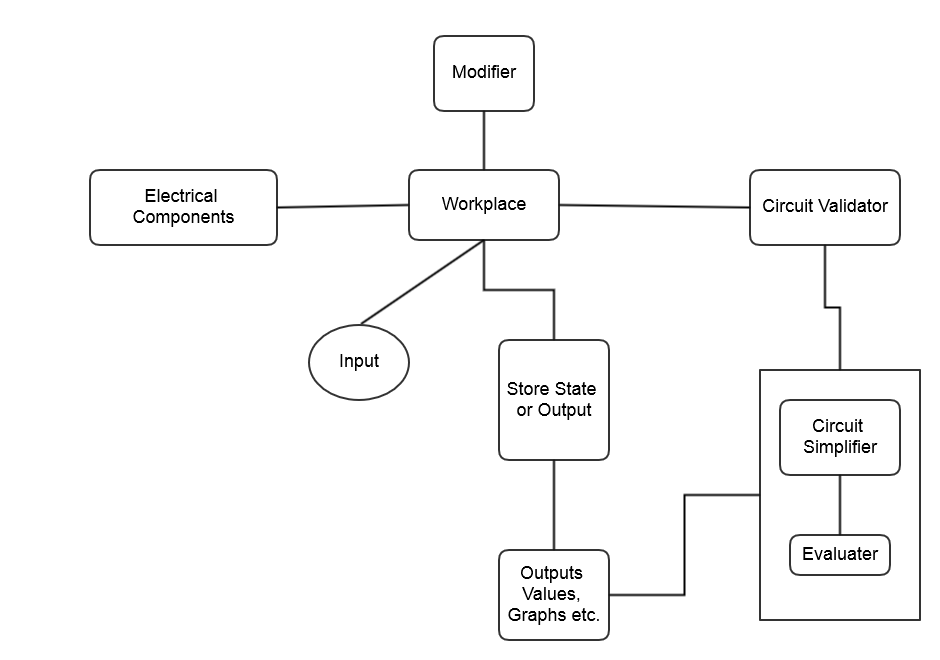 Modifier
Electrical
Components
Workplace
Circuit Validator
Input
Store State
or Output
Circuit
Simplifier
Evaluater
Outputs
Values,
Graphs etc.